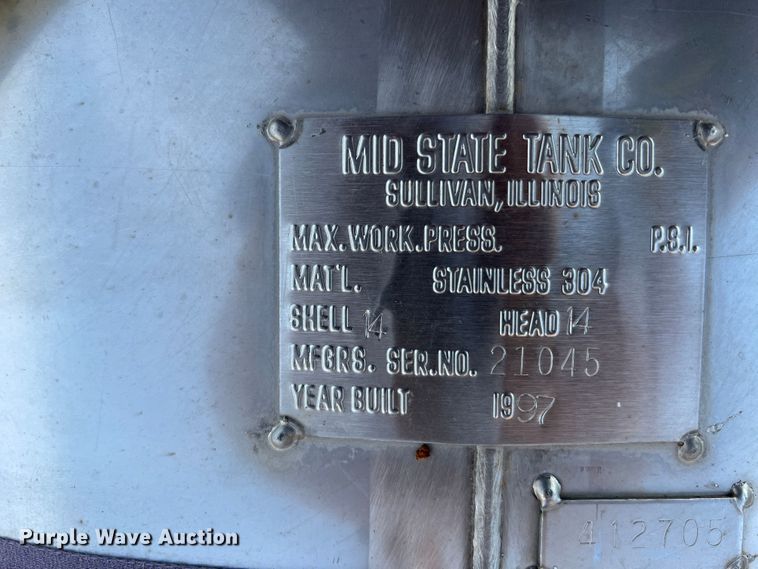 MID STATE TANK CO.
SULLIVAN, ILLINOIS
MAX. WORK. PRESS. P.S.I.
MAT'L. STAINLESS 304
SHELL 14 HEAD 14
MFGRS. SER. NO. 21045
YEAR BUILT 1997
412705
Purple Wave Auction